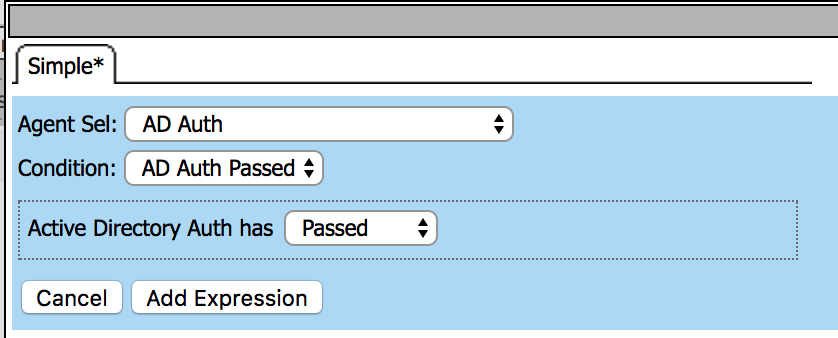 Simple*
Agent Sel: AD Auth
Condition: AD Auth Passed
Active Directory Auth has Passed
Cancel Add Expression